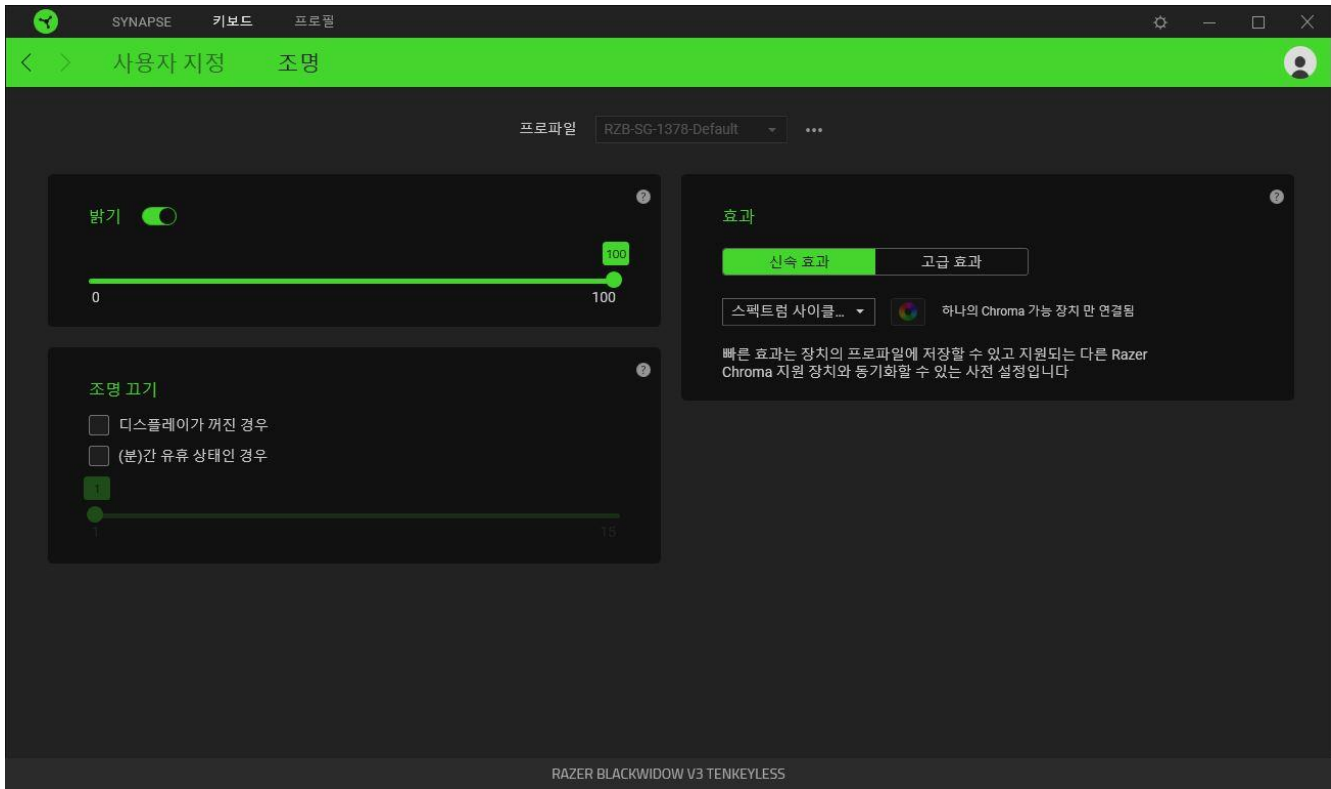 SYNAPSE 키보드 프로필
사용자 지정 조명
프로파일 RZB-SG-1378-Default
밝기
100
0 100
조명 끄기
디스플레이가 꺼진 경우
(분)간 유휴 상태인 경우
1
1 15
효과
신속 효과 고급 효과
스펙트럼 사이클... 하나의 Chroma 가능 장치 만 연결됨
빠른 효과는 장치의 프로파일에 저장할 수 있고 지원되는 다른 Razer
Chroma 지원 장치와 동기화할 수 있는 사전 설정입니다
RAZER BLACKWIDOW V3 TENKEYLESS